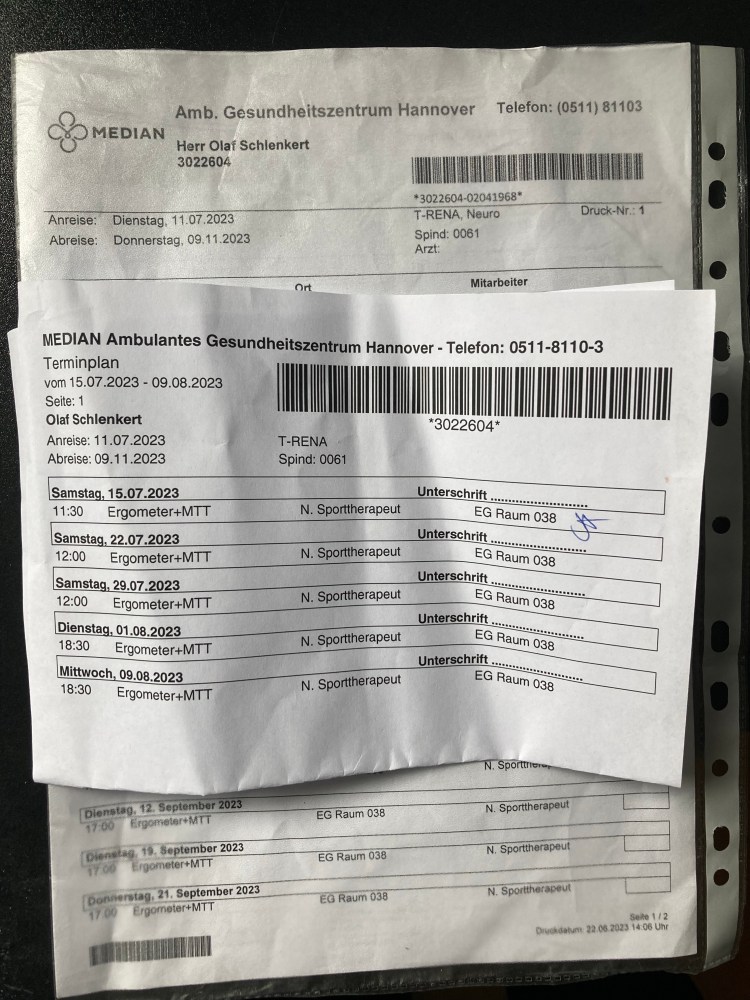 MEDIAN
Amb. Gesundheitszentrum Hannover Telefon: (0511) 81103
Herr Olaf Schlenkert
3022604
*3022604-02041968*
Anreise: Dienstag, 11.07.2023 T-RENA, Neuro Druck-Nr.: 1
Abreise: Donnerstag, 09.11.2023 Spind: 0061
Arzt:
Ort Mitarbeiter
MEDIAN Ambulantes Gesundheitszentrum Hannover - Telefon: 0511-8110-3
Terminplan
vom 15.07.2023 - 09.08.2023
Seite: 1
*3022604*
Olaf Schlenkert
Anreise: 11.07.2023 T-RENA
Abreise: 09.11.2023 Spind: 0061
Samstag, 15.07.2023 Unterschrift ..........................
11:30 Ergometer+MTT N. Sporttherapeut EG Raum 038
Samstag, 22.07.2023 Unterschrift ..........................
12:00 Ergometer+MTT N. Sporttherapeut EG Raum 038
Samstag, 29.07.2023 Unterschrift ..........................
12:00 Ergometer+MTT N. Sporttherapeut EG Raum 038
Dienstag, 01.08.2023 Unterschrift ..........................
18:30 Ergometer+MTT N. Sporttherapeut EG Raum 038
Mittwoch, 09.08.2023 Unterschrift ..........................
18:30 Ergometer+MTT N. Sporttherapeut EG Raum 038
N.
Dienstag, 12. September 2023
17:00 Ergometer+MTT EG Raum 038 N. Sporttherapeut
Dienstag, 19. September 2023
17:00 Ergometer+MTT EG Raum 038 N. Sporttherapeut
Donnerstag, 21. September 2023
17:00 Ergometer+MTT EG Raum 038 N. Sporttherapeut
Seite 1 / 2
Druckdatum: 22.06.2023 14:06 Uhr